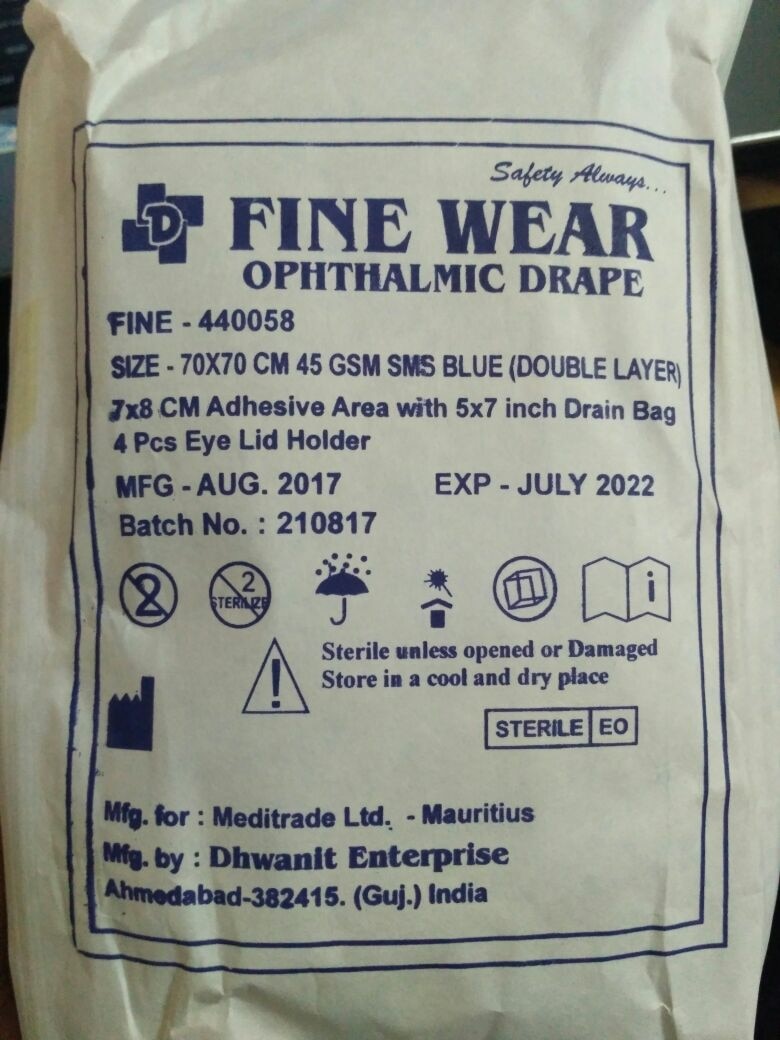 Safety Always...
D
FINE WEAR
OPHTHALMIC DRAPE
FINE - 440058
SIZE - 70X70 CM 45 GSM SMS BLUE (DOUBLE LAYER)
7x8 CM Adhesive Area with 5x7 inch Drain Bag
4 Pcs Eye Lid Holder
MFG - AUG. 2017 EXP - JULY 2022
Batch No. : 210817
2 2 STERILIZE i
! Sterile unless opened or Damaged
Store in a cool and dry place
STERILE EO
Mfg. for : Meditrade Ltd. - Mauritius
Mfg. by : Dhwanit Enterprise
Ahmedabad-382415. (Guj.) India